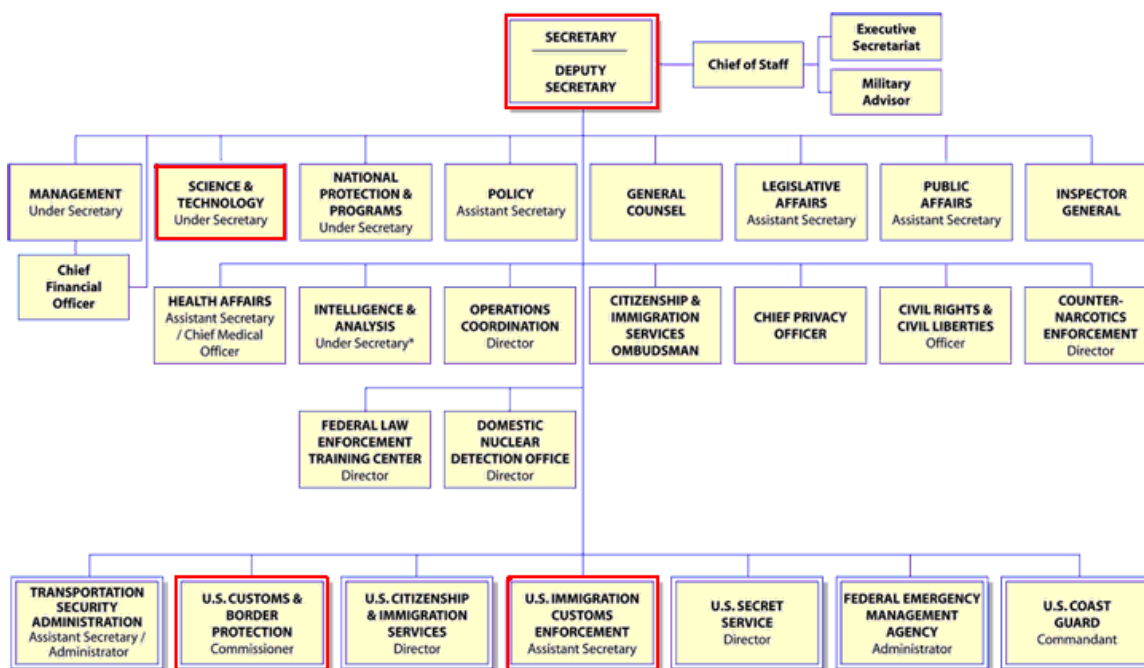 SECRETARY
DEPUTY
SECRETARY
Chief of Staff
Executive
Secretariat
Military
Advisor
MANAGEMENT
Under Secretary
SCIENCE &
TECHNOLOGY
Under Secretary
NATIONAL
PROTECTION &
PROGRAMS
Under Secretary
POLICY
Assistant Secretary
GENERAL
COUNSEL
LEGISLATIVE
AFFAIRS
Assistant Secretary
PUBLIC
AFFAIRS
Assistant Secretary
INSPECTOR
GENERAL
Chief
Financial
Officer
HEALTH AFFAIRS
Assistant Secretary
/ Chief Medical
Officer
INTELLIGENCE &
ANALYSIS
Under Secretary*
OPERATIONS
COORDINATION
Director
CITIZENSHIP &
IMMIGRATION
SERVICES
OMBUDSMAN
CHIEF PRIVACY
OFFICER
CIVIL RIGHTS &
CIVIL LIBERTIES
Officer
COUNTER-
NARCOTICS
ENFORCEMENT
Director
FEDERAL LAW
ENFORCEMENT
TRAINING CENTER
Director
DOMESTIC
NUCLEAR
DETECTION OFFICE
Director
TRANSPORTATION
SECURITY
ADMINISTRATION
Assistant Secretary /
Administrator
U.S. CUSTOMS &
BORDER
PROTECTION
Commissioner
U.S. CITIZENSHIP
& IMMIGRATION
SERVICES
Director
U.S. IMMIGRATION
CUSTOMS
ENFORCEMENT
Assistant Secretary
U.S. SECRET
SERVICE
Director
FEDERAL EMERGENCY
MANAGEMENT
AGENCY
Administrator
U.S. COAST
GUARD
Commandant